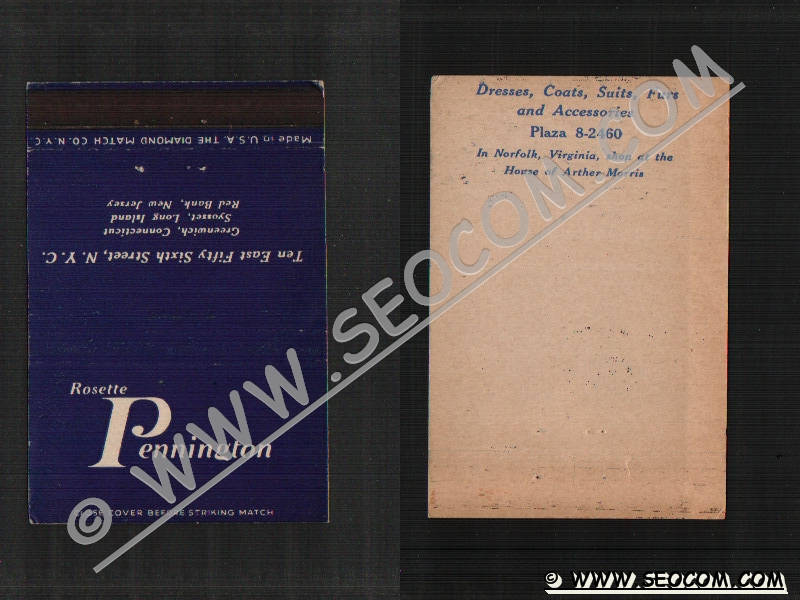 Made in U.S.A. THE DIAMOND MATCH CO. N.Y.C
Ten East Fifty Sixth Street, N. Y. C.
Greenwich, Connecticut
Syosset, Long Island
Red Bank, New Jersey
Rosette
Pennington
CLOSE COVER BEFORE STRIKING MATCH
Dresses, Coats, Suits, Furs
and Accessories
Plaza 8-2460
In Norfolk, Virginia, shop at the
House of Arther Morris
© WWW.SEOCOM.COM
© WWW.SEOCOM.COM